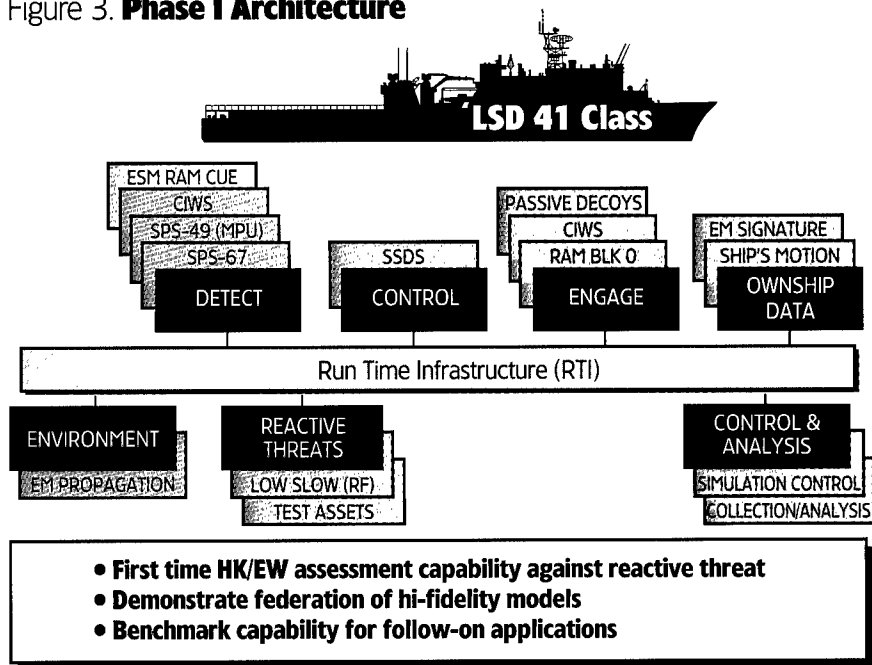 Figure 3. Phase I Architecture
LSD 41 Class
ESM RAM CUE
CIWS
SPS-49 (MPU)
SPS-67
DETECT
SSDS
CONTROL
PASSIVE DECOYS
CIWS
RAM BLK 0
ENGAGE
EM SIGNATURE
SHIP'S MOTION
OWNSHIP
DATA
Run Time Infrastructure (RTI)
ENVIRONMENT
EM PROPAGATION
REACTIVE
THREATS
LOW SLOW (RF)
TEST ASSETS
CONTROL &
ANALYSIS
SIMULATION CONTROL
COLLECTION/ANALYSIS
• First time HK/EW assessment capability against reactive threat
• Demonstrate federation of hi-fidelity models
• Benchmark capability for follow-on applications